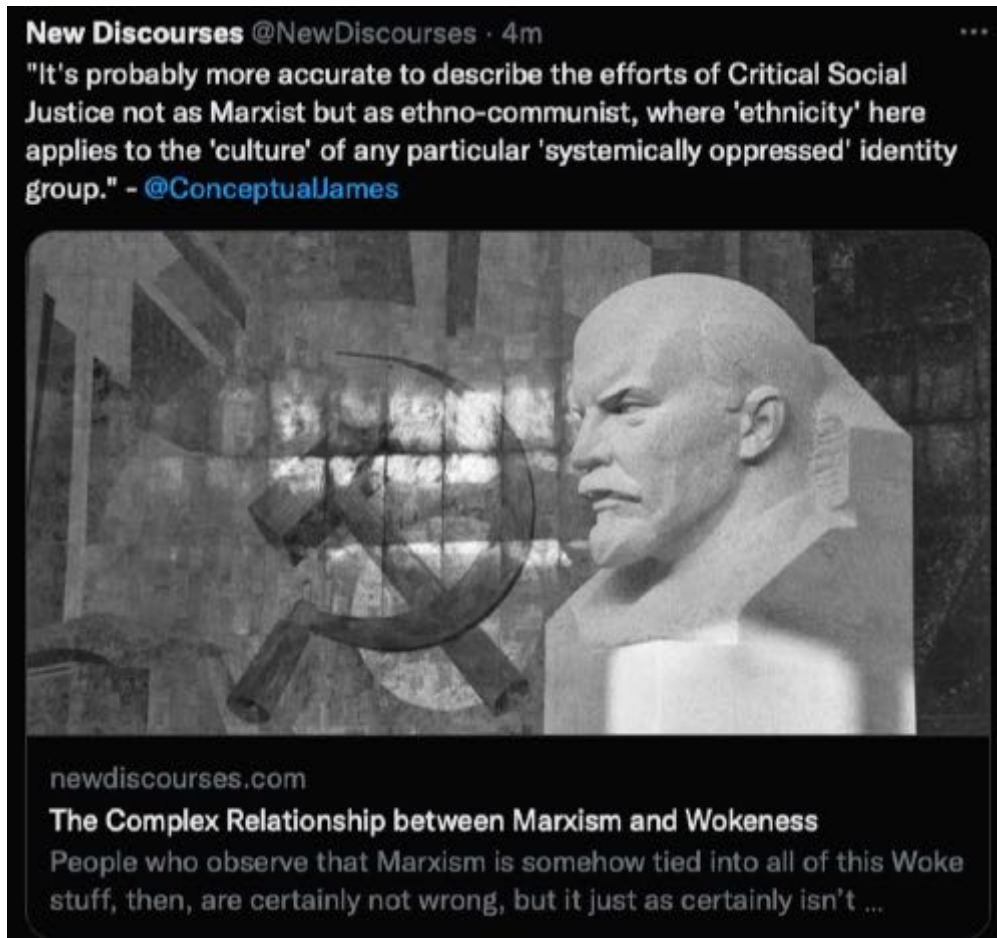 New Discourses @NewDiscourses · 4m
"It's probably more accurate to describe the efforts of Critical Social
Justice not as Marxist but as ethno-communist, where 'ethnicity' here
applies to the 'culture' of any particular 'systemically oppressed' identity
group." - @ConceptualJames
newdiscourses.com
The Complex Relationship between Marxism and Wokeness
People who observe that Marxism is somehow tied into all of this Woke
stuff, then, are certainly not wrong, but it just as certainly isn't ...